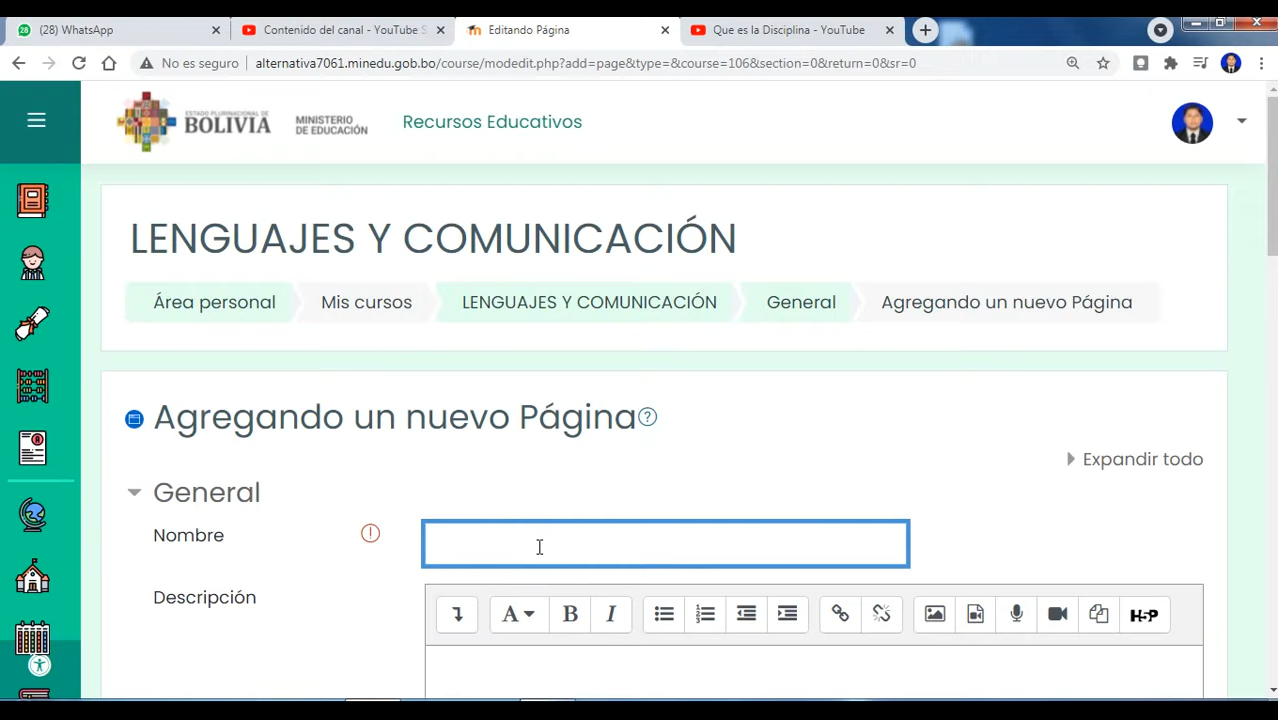 28
(28) WhatsApp
Contenido del canal - YouTube S
Editando Página
Que es la Disciplina - YouTube
No es seguro
alternativa7061.minedu.gob.bo/course/modedit.php?add=page&type=&course=106&section=0&return=0&sr=0
ESTADO PLURINACIONAL DE
BOLIVIA
MINISTERIO
DE EDUCACIÓN
Recursos Educativos
LENGUAJES Y COMUNICACIÓN
Área personal
Mis cursos
LENGUAJES Y COMUNICACIÓN
General
Agregando un nuevo Página
Agregando un nuevo Página
Expandir todo
General
Nombre
Descripción
A
B
I
H5P